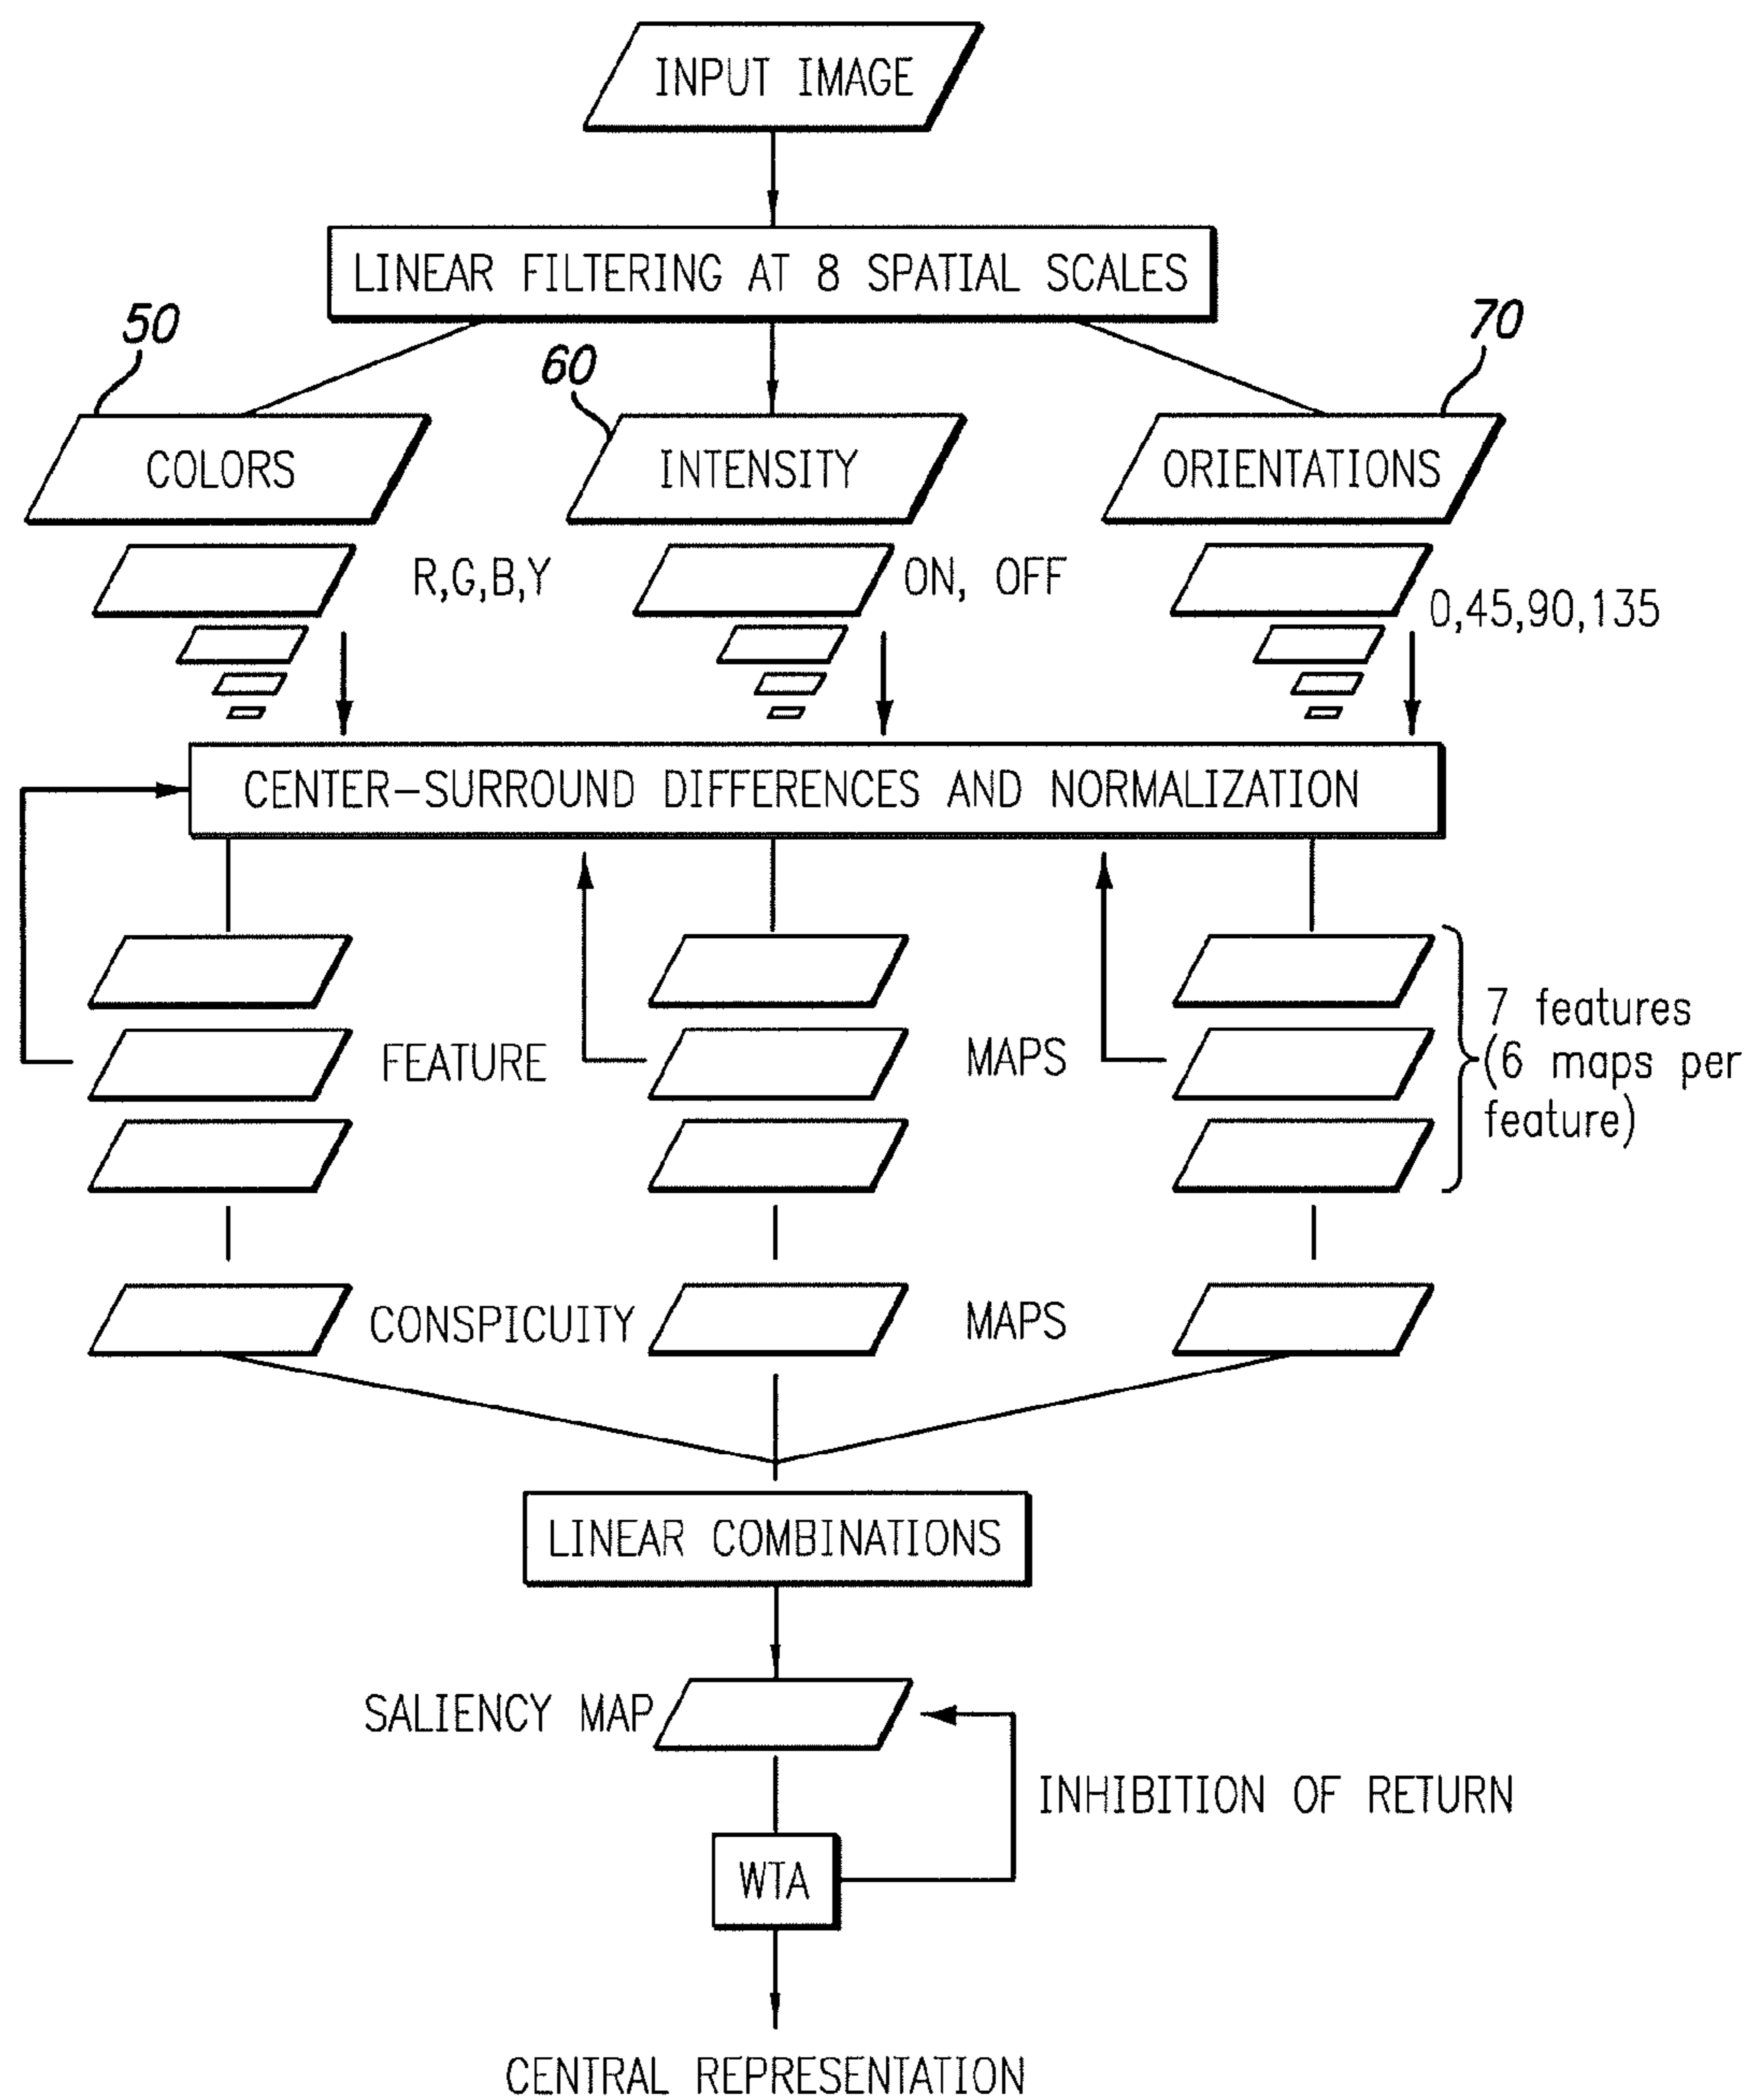 INPUT IMAGE
LINEAR FILTERING AT 8 SPATIAL SCALES
50
60
70
COLORS
INTENSITY
ORIENTATIONS
R,G,B,Y
ON, OFF
0,45,90,135
CENTER-SURROUND DIFFERENCES AND NORMALIZATION
FEATURE MAPS
7 features
(6 maps per
feature)
CONSPICUITY MAPS
LINEAR COMBINATIONS
SALIENCY MAP
INHIBITION OF RETURN
WTA
CENTRAL REPRESENTATION